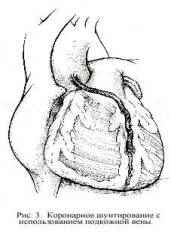 Рис. 3. Коронарное шунтирование с
использованием подкожной вены.